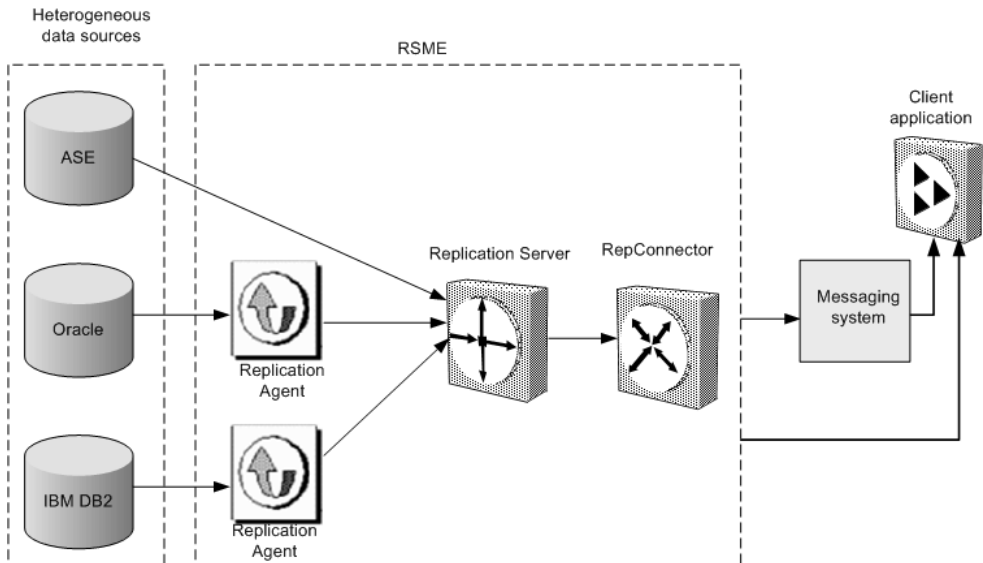 Heterogeneous
data sources
RSME
ASE
Client
application
Replication Server
RepConnector
Oracle
Messaging
system
Replication
Agent
IBM DB2
Replication
Agent